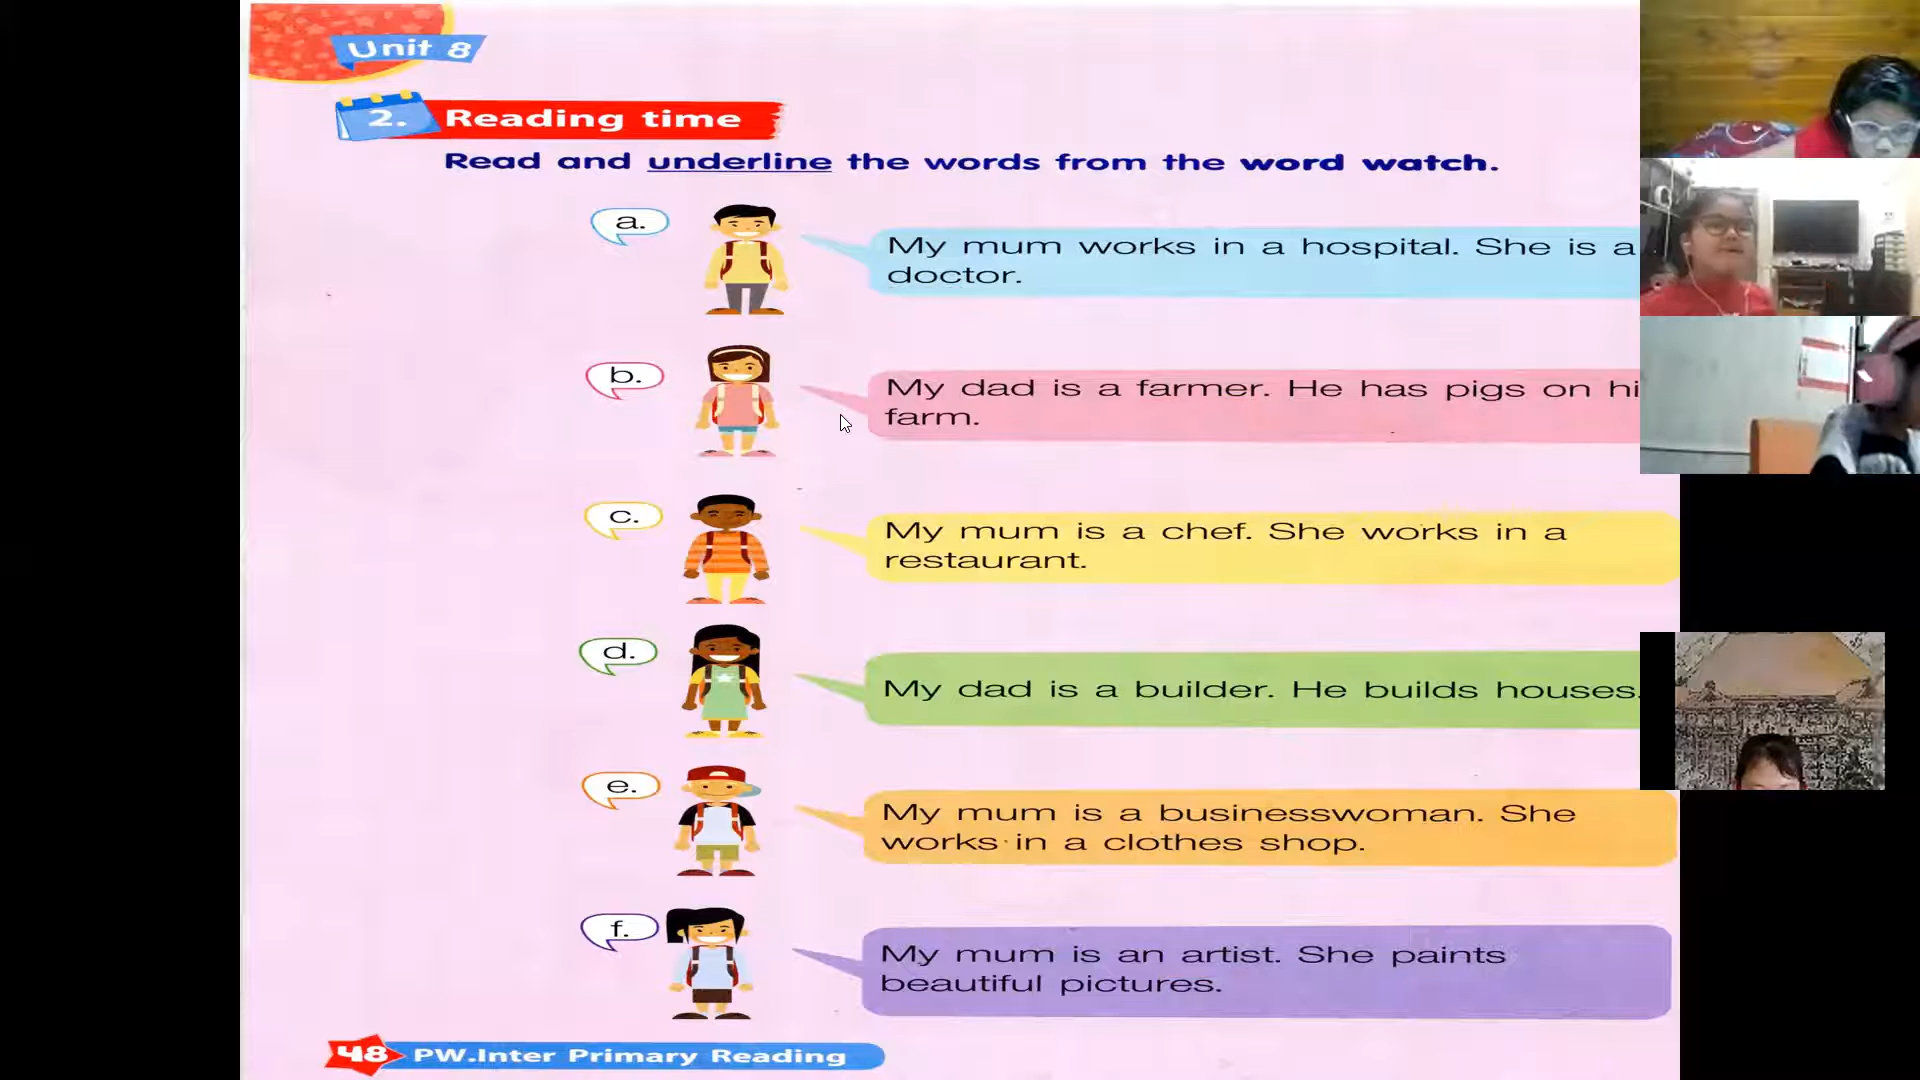 Unit 8
2. Reading time
Read and underline the words from the word watch.
a.
My mum works in a hospital. She is a
doctor.
b.
My dad is a farmer. He has pigs on hi
farm.
c.
My mum is a chef. She works in a
restaurant.
d.
My dad is a builder. He builds houses.
e.
My mum is a businesswoman. She
works in a clothes shop.
f.
My mum is an artist. She paints
beautiful pictures.
48 PW.Inter Primary Reading